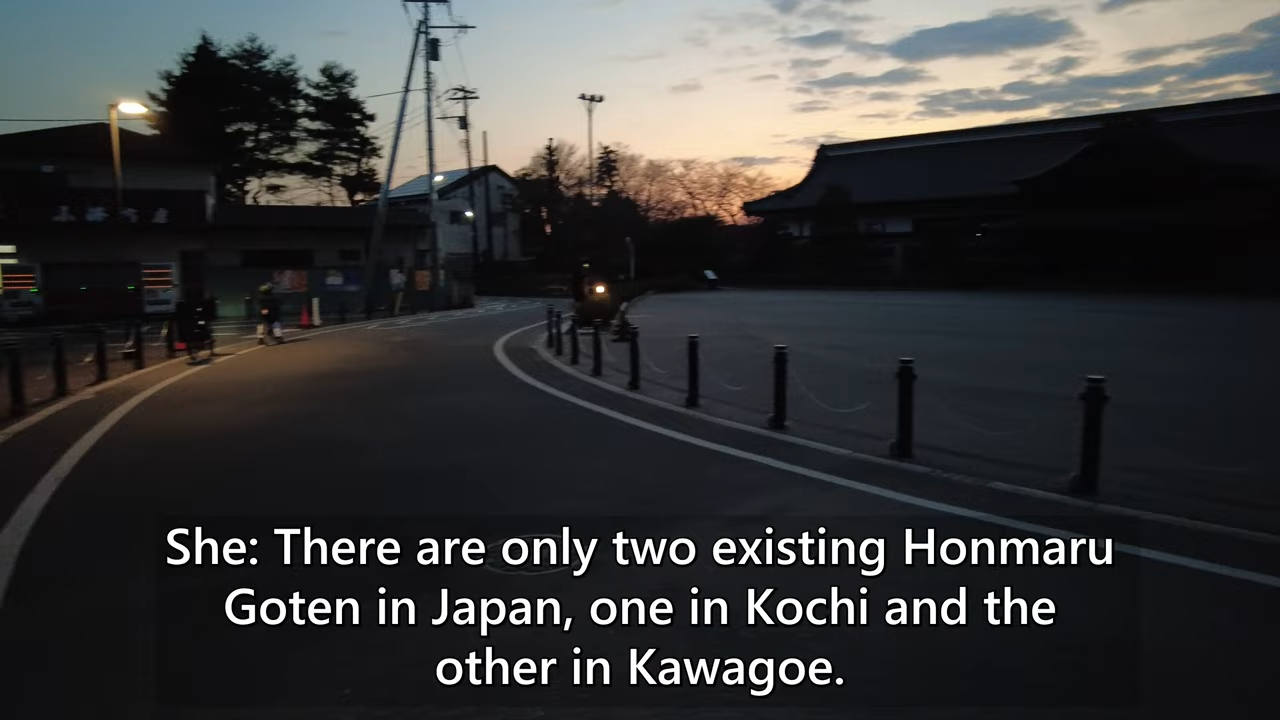 She: There are only two existing Honmaru
Goten in Japan, one in Kochi and the
other in Kawagoe.